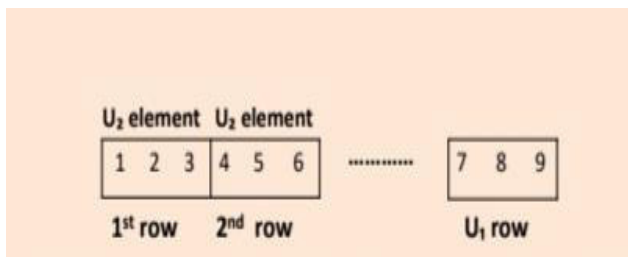 U₂ element U₂ element
1 2 3 4 5 6 ............ 7 8 9
1st row 2nd row U₁ row